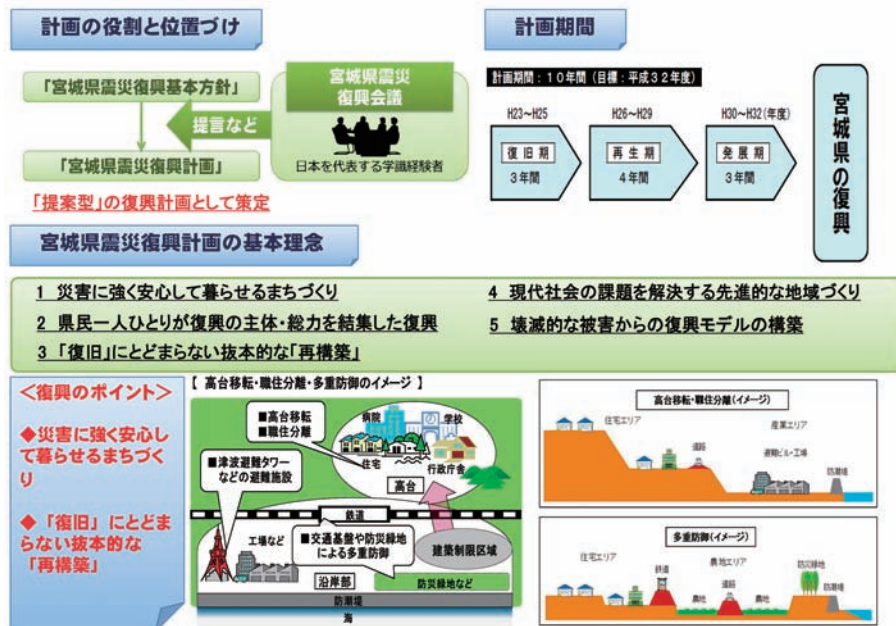 計画の役割と位置づけ
「宮城県震災復興基本方針」
提言など
「宮城県震災復興計画」
宮城県震災
復興会議
日本を代表する学識経験者
「提案型」の復興計画として策定
計画期間
計画期間：10年間（目標：平成32年度）
H23～H25
H26～H29
H30～H32(年度)
復旧期
3年間
再生期
4年間
発展期
3年間
宮城県の復興
宮城県震災復興計画の基本理念
1 災害に強く安心して暮らせるまちづくり
2 県民一人ひとりが復興の主体・総力を結集した復興
3 「復旧」にとどまらない抜本的な「再構築」
4 現代社会の課題を解決する先進的な地域づくり
5 壊滅的な被害からの復興モデルの構築
＜復興のポイント＞
◆災害に強く安心し
て暮らせるまちづく
り
◆「復旧」にとどま
らない抜本的な
「再構築」
【 高台移転・職住分離・多重防御のイメージ 】
■高台移転
■職住分離
病院
学校
住宅
行政庁舎
高台
■津波避難タワー
などの避難施設
鉄道
工場など
■交通基盤や防災緑地
による多重防御
建築制限区域
沿岸部
防災緑地など
防潮堤
海
高台移転・職住分離(イメージ)
住宅エリア
産業エリア
道路
避難ビル・工場
防潮堤
多重防御(イメージ)
住宅エリア
鉄道
農地エリア
道路
防災緑地
防潮堤
農地
農地